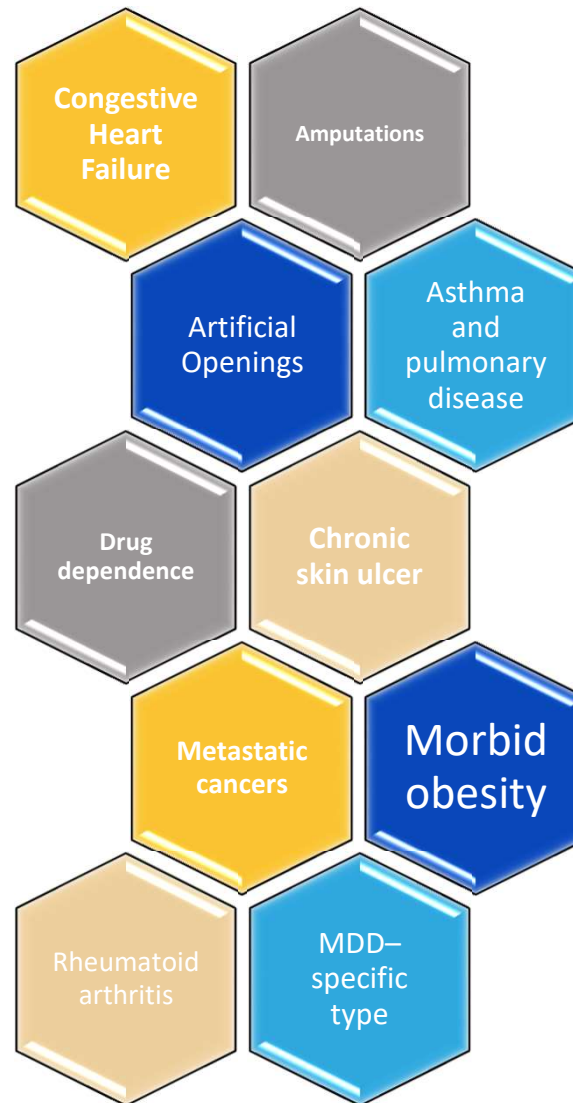 Congestive
Heart
Failure
Amputations
Artificial
Openings
Asthma
and
pulmonary
disease
Drug
dependence
Chronic
skin ulcer
Metastatic
cancers
Morbid
obesity
Rheumatoid
arthritis
MDD–
specific
type